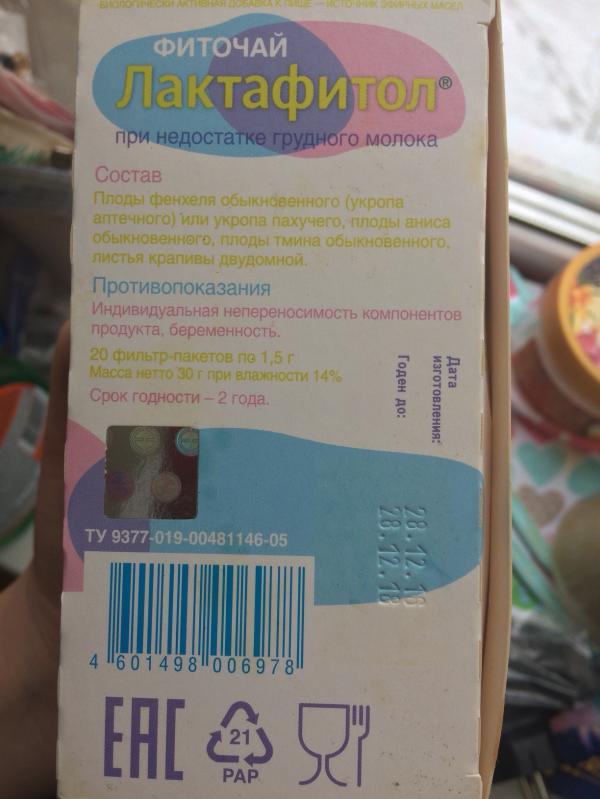 БИОЛОГИЧЕСКИ АКТИВНАЯ ДОБАВКА К ПИЩЕ — ИСТОЧНИК ЭФИРНЫХ МАСЕЛ
ФИТОЧАЙ
Лактафитол®
при недостатке грудного молока
Состав
Плоды фенхеля обыкновенного (укропа
аптечного) или укропа пахучего, плоды аниса
обыкновенного, плоды тмина обыкновенного,
листья крапивы двудомной.
Противопоказания
Индивидуальная непереносимость компонентов
продукта, беременность.
20 фильтр-пакетов по 1,5 г
Масса нетто 30 г при влажности 14%
Срок годности – 2 года.
Дата
изготовления:
Годен до:
28.12.16
28.12.18
ТУ 9377-019-00481146-05
4 601498 006978
EAC
21
PAP